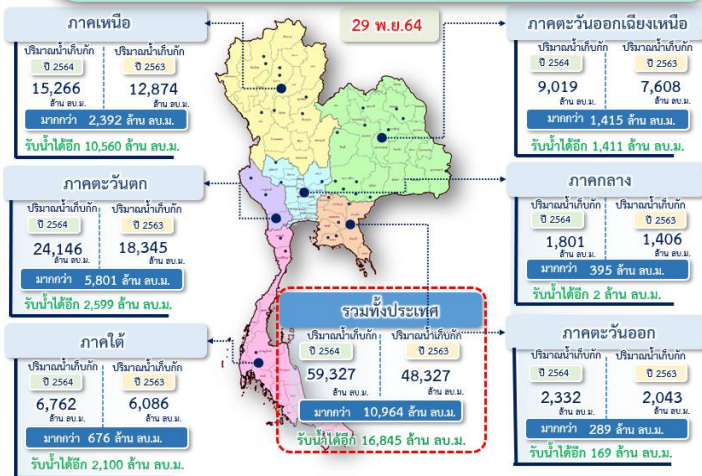 29 พ.ย.64
ภาคเหนือ
ปริมาณน้ำเก็บกัก ปริมาณน้ำเก็บกัก
ปี 2564 ปี 2563
15,266 12,874
ล้าน ลบ.ม. ล้าน ลบ.ม.
มากกว่า 2,392 ล้าน ลบ.ม.
รับน้ำได้อีก 10,560 ล้าน ลบ.ม.
ภาคตะวันออกเฉียงเหนือ
ปริมาณน้ำเก็บกัก ปริมาณน้ำเก็บกัก
ปี 2564 ปี 2563
9,019 7,608
ล้าน ลบ.ม. ล้าน ลบ.ม.
มากกว่า 1,415 ล้าน ลบ.ม.
รับน้ำได้อีก 1,411 ล้าน ลบ.ม.
ภาคตะวันตก
ปริมาณน้ำเก็บกัก ปริมาณน้ำเก็บกัก
ปี 2564 ปี 2563
24,146 18,345
ล้าน ลบ.ม. ล้าน ลบ.ม.
มากกว่า 5,801 ล้าน ลบ.ม.
รับน้ำได้อีก 2,599 ล้าน ลบ.ม.
ภาคกลาง
ปริมาณน้ำเก็บกัก ปริมาณน้ำเก็บกัก
ปี 2564 ปี 2563
1,801 1,406
ล้าน ลบ.ม. ล้าน ลบ.ม.
มากกว่า 395 ล้าน ลบ.ม.
รับน้ำได้อีก 2 ล้าน ลบ.ม.
ภาคใต้
ปริมาณน้ำเก็บกัก ปริมาณน้ำเก็บกัก
ปี 2564 ปี 2563
6,762 6,086
ล้าน ลบ.ม. ล้าน ลบ.ม.
มากกว่า 676 ล้าน ลบ.ม.
รับน้ำได้อีก 2,100 ล้าน ลบ.ม.
รวมทั้งประเทศ
ปริมาณน้ำเก็บกัก ปริมาณน้ำเก็บกัก
ปี 2564 ปี 2563
59,327 48,327
ล้าน ลบ.ม. ล้าน ลบ.ม.
มากกว่า 10,964 ล้าน ลบ.ม.
รับน้ำได้อีก 16,845 ล้าน ลบ.ม.
ภาคตะวันออก
ปริมาณน้ำเก็บกัก ปริมาณน้ำเก็บกัก
ปี 2564 ปี 2563
2,332 2,043
ล้าน ลบ.ม. ล้าน ลบ.ม.
มากกว่า 289 ล้าน ลบ.ม.
รับน้ำได้อีก 169 ล้าน ลบ.ม.